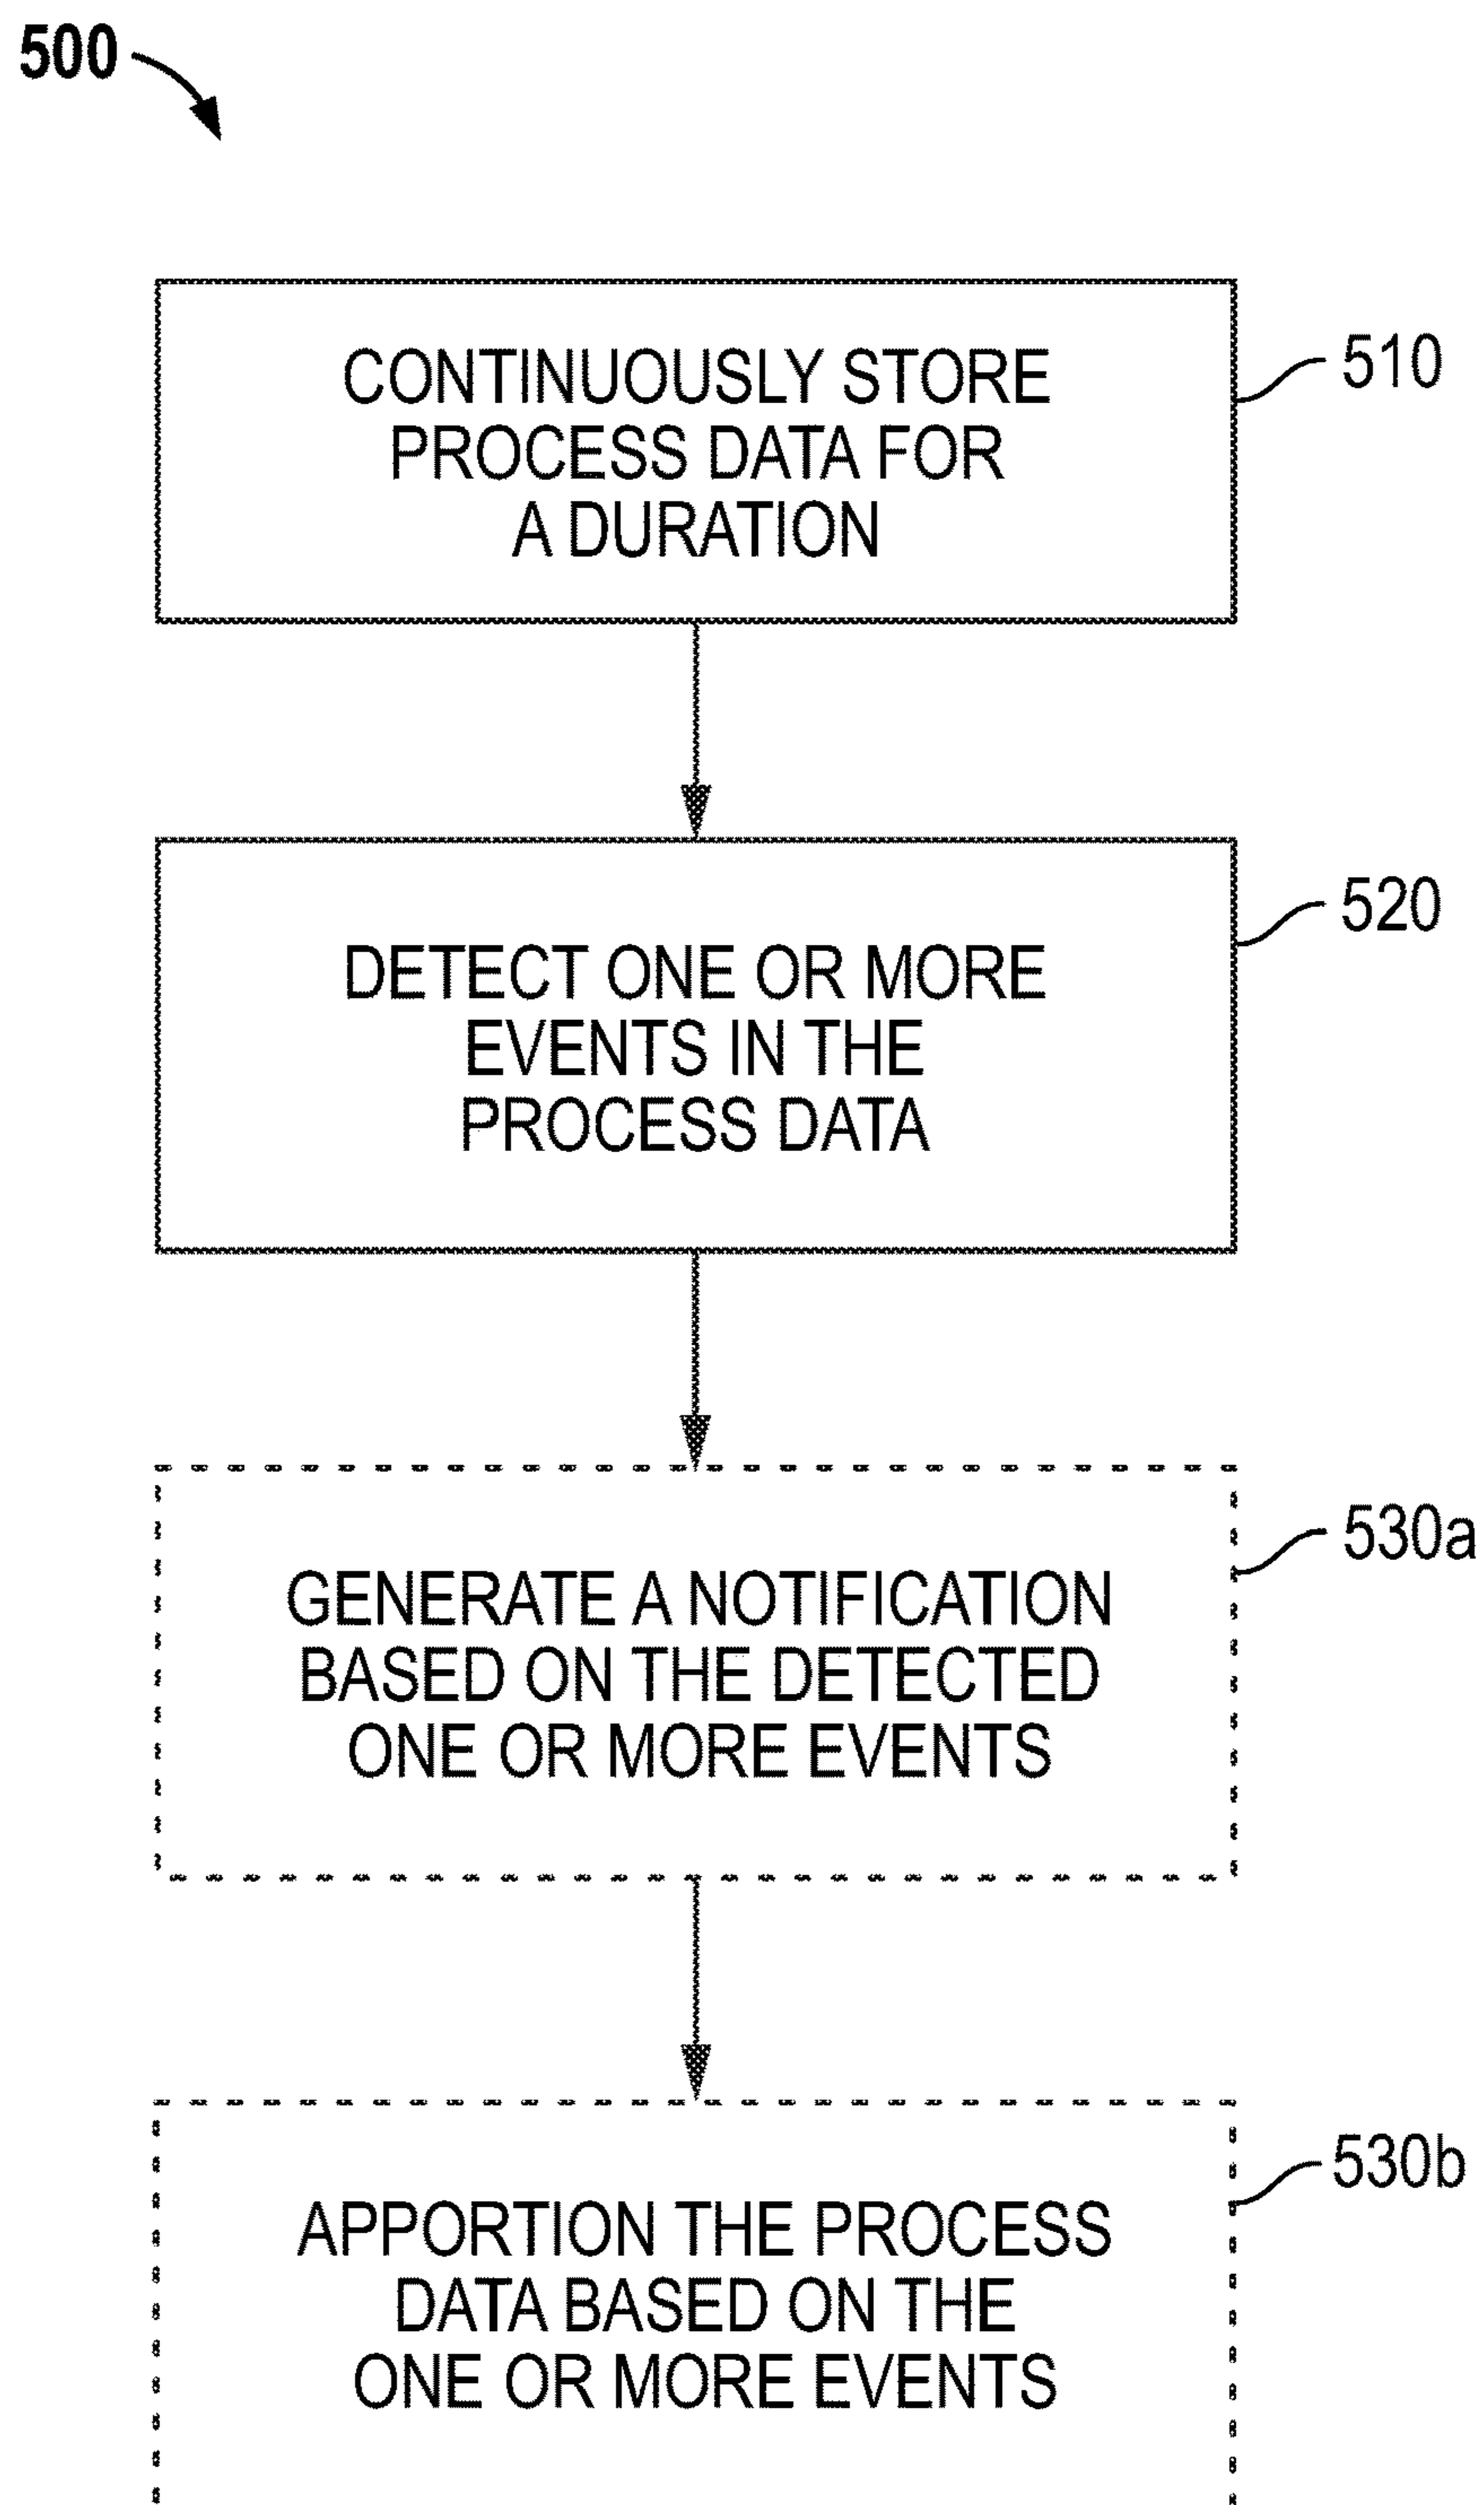 500
CONTINUOUSLY STORE
PROCESS DATA FOR
A DURATION
510
DETECT ONE OR MORE
EVENTS IN THE
PROCESS DATA
520
GENERATE A NOTIFICATION
BASED ON THE DETECTED
ONE OR MORE EVENTS
530a
APPORTION THE PROCESS
DATA BASED ON THE
ONE OR MORE EVENTS
530b